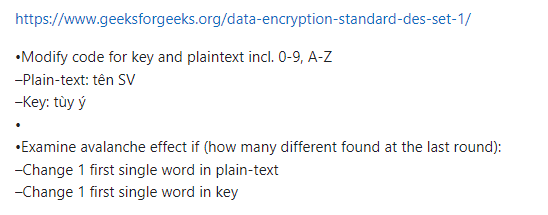 https://www.geeksforgeeks.org/data-encryption-standard-des-set-1/
•Modify code for key and plaintext incl. 0-9, A-Z
–Plain-text: tên SV
–Key: tùy ý
•
•Examine avalanche effect if (how many different found at the last round):
–Change 1 first single word in plain-text
–Change 1 first single word in key